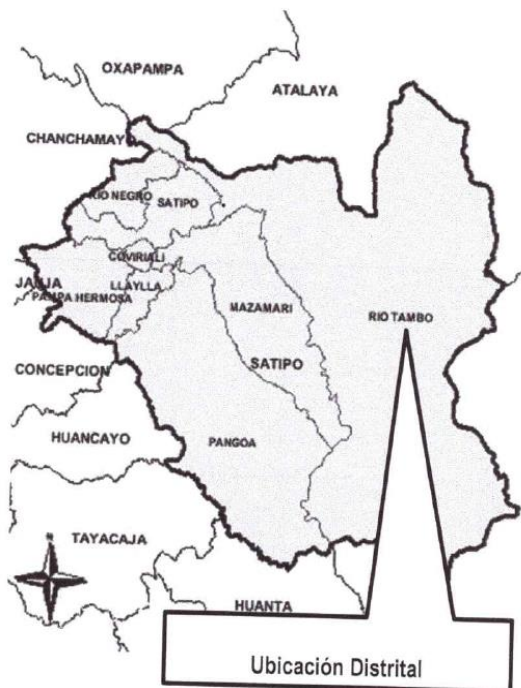 OXAPAMPA
ATALAYA
CHANCHAMAYO
RIO NEGRO
SATIPO
COVIRIALI
JAUJA
LLAYLLA
PAMPA HERMOSA
MAZAMARI
RIO TAMBO
CONCEPCION
SATIPO
HUANCAYO
PANGOA
TAYACAJA
N
HUANTA
Ubicación Distrital